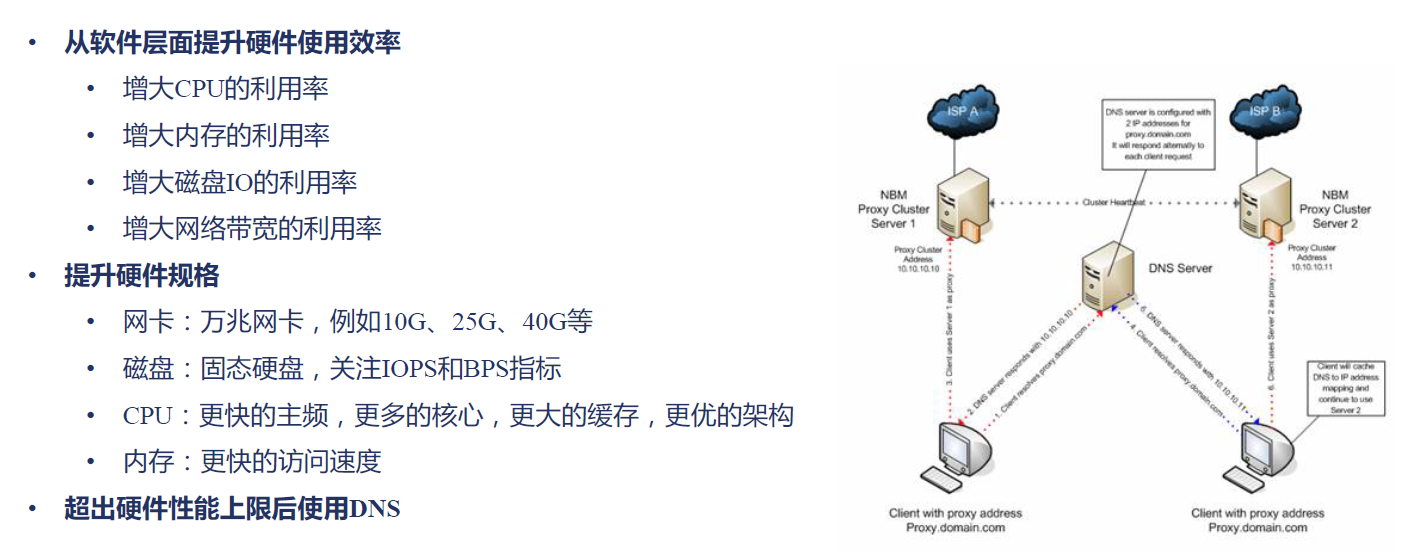 • 从软件层面提升硬件使用效率
• 增大CPU的利用率
• 增大内存的利用率
• 增大磁盘IO的利用率
• 增大网络带宽的利用率
• 提升硬件规格
• 网卡：万兆网卡，例如10G、25G、40G等
• 磁盘：固态硬盘，关注IOPS和BPS指标
• CPU：更快的主频，更多的核心，更大的缓存，更优的架构
• 内存：更快的访问速度
• 超出硬件性能上限后使用DNS
ISP A
DNS server is configured with
2 IP addresses for
proxy.domain.com
It will respond alternately to
each client request
ISP B
NBM
Proxy Cluster
Server 1
Cluster Heartbeat
NBM
Proxy Cluster
Server 2
Proxy Cluster
Address
10.10.10.10
DNS Server
Proxy Cluster
Address
10.10.10.11
3. Client uses Server 1 as proxy
2. DNS server responds with 10.10.10.10
1. Client resolves proxy.domain.com
5. DNS server responds with 10.10.10.11
4. Client resolves proxy.domain.com
6. Client uses Server 2 as proxy
Client will cache
DNS to IP address
mapping and
continue to use
Server 2
Client with proxy address
Proxy.domain.com
Client with proxy address
Proxy.domain.com